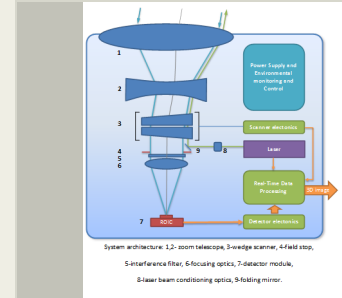 1
Power Supply and
Environmental
monitoring and
Control
2
3
Scanner electonics
4
9
8
Laser
5
6
Real-Time Data
Processing
3D image
7
ROIC
Detector electonics
System architecture: 1,2- zoom telescope, 3-wedge scanner, 4-field stop,
5-interference filter, 6-focusing optics, 7-detector module,
8-laser beam conditioning optics, 9-folding mirror.